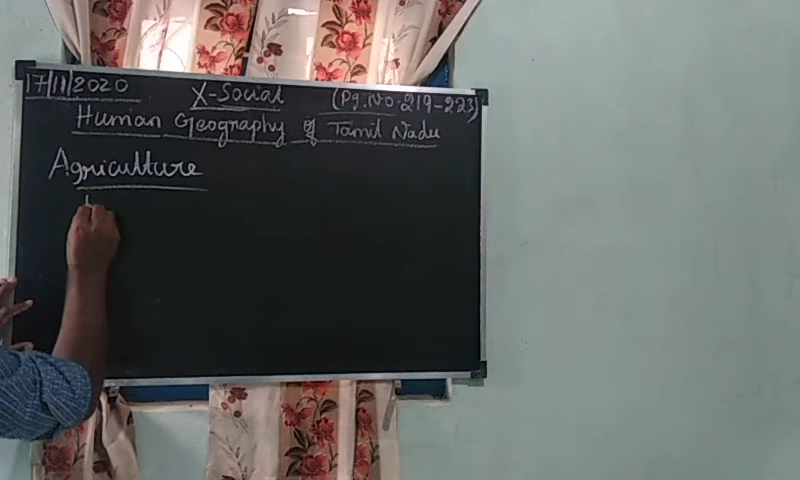 17/11/2020 X-Social (Pg.No-219-223)
Human Geography of Tamil Nadu
Agriculture